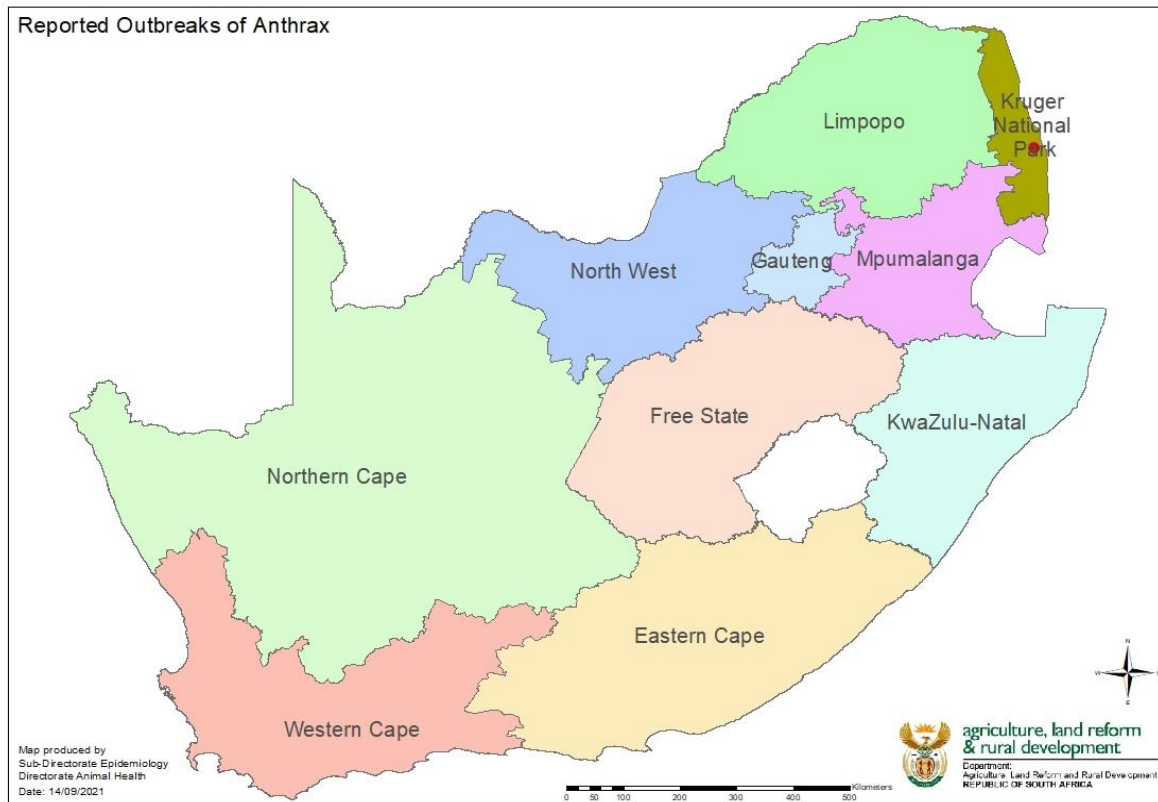 Reported Outbreaks of Anthrax
Limpopo
Kruger
National
Park
North West
Gauteng
Mpumalanga
Free State
KwaZulu-Natal
Northern Cape
Eastern Cape
Western Cape
N
W
S
Map produced by
Sub-Directorate Epidemiology
Directorate Animal Health
Date: 14/09/2021
Kilometers
0 50 100 200 300 400 500
agriculture, land reform
& rural development
Department:
Agriculture, Land Reform and Rural Development
REPUBLIC OF SOUTH AFRICA